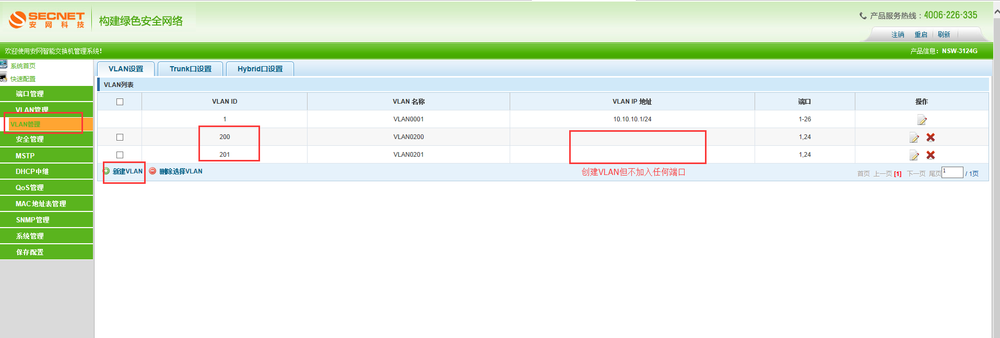 SECNET
安网科技
构建绿色安全网络
产品服务热线：4006-226-335
注销 重启 刷新
欢迎使用安网智能交换机管理系统!
产品信息：NSW-3124G
系统首页
快速配置
端口管理
VLAN管理
VLAN管理
安全管理
MSTP
DHCP中继
QoS管理
MAC地址表管理
SNMP管理
系统管理
保存配置
VLAN设置 Trunk口设置 Hybrid口设置
VLAN列表
VLAN ID VLAN 名称 VLAN IP 地址 端口 操作
1 VLAN0001 10.10.10.1/24 1-26
200 VLAN0200 1,24
201 VLAN0201 1,24
新建VLAN 删除选择VLAN
创建VLAN但不加入任何端口
首页 上一页 [1] 下一页 尾页 1 / 1页